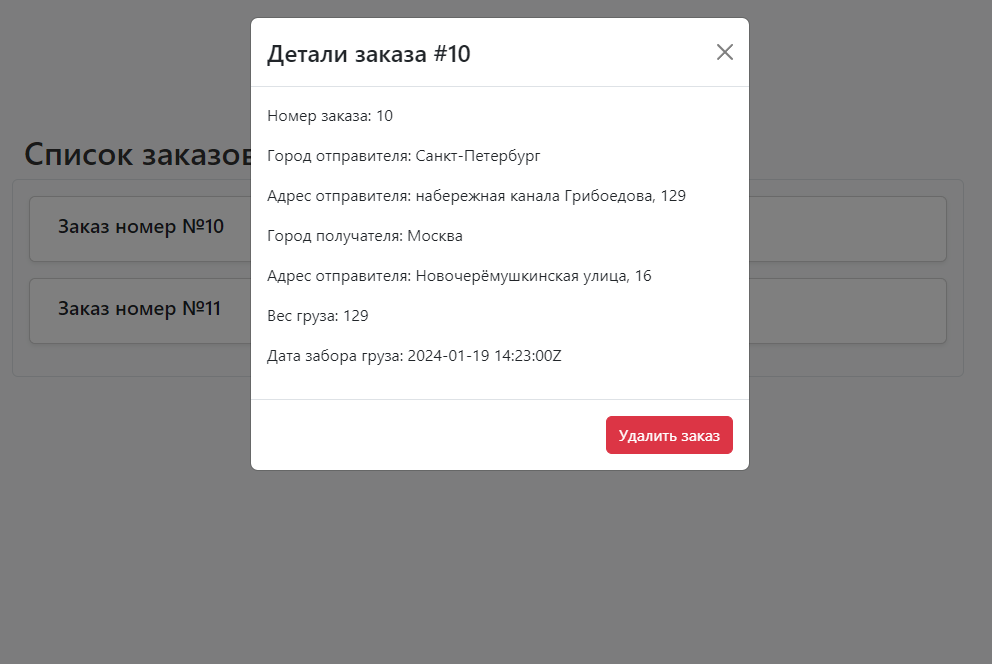 Детали заказа #10
Номер заказа: 10
Город отправителя: Санкт-Петербург
Адрес отправителя: набережная канала Грибоедова, 129
Город получателя: Москва
Адрес отправителя: Новочерёмушкинская улица, 16
Вес груза: 129
Дата забора груза: 2024-01-19 14:23:00Z
Удалить заказ
Список заказов
Заказ номер №10
Заказ номер №11